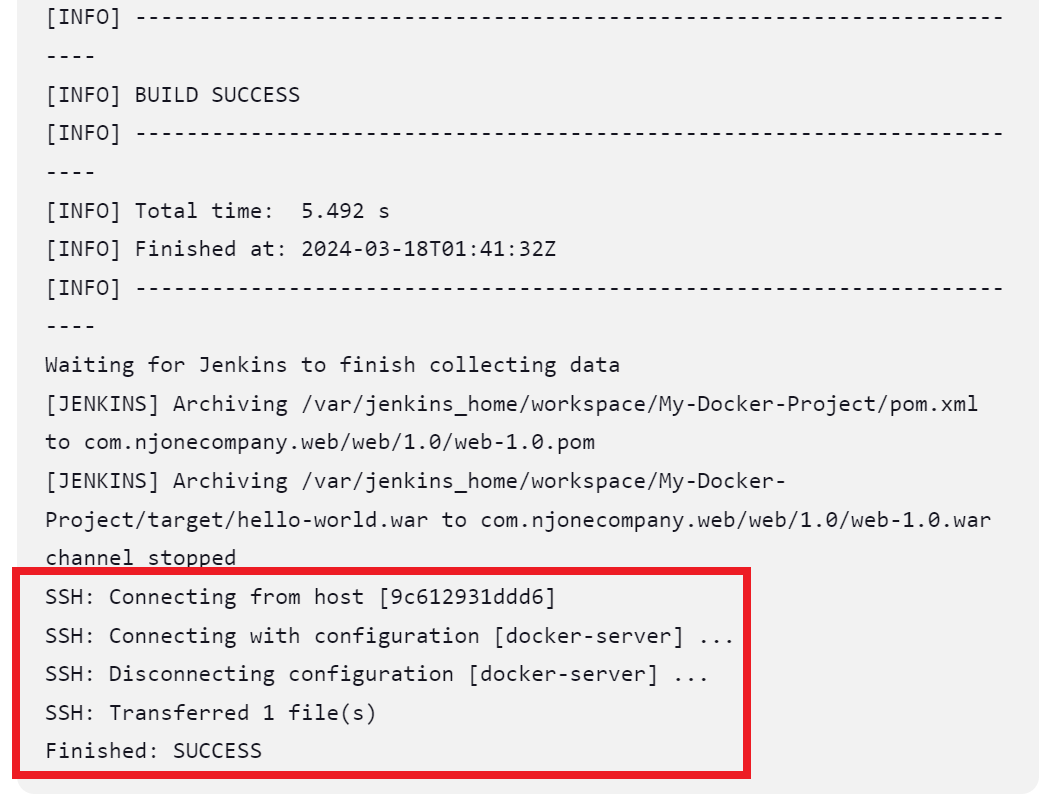 [INFO] --------------------------------------------------------------------
----
[INFO] BUILD SUCCESS
[INFO] --------------------------------------------------------------------
----
[INFO] Total time:  5.492 s
[INFO] Finished at: 2024-03-18T01:41:32Z
[INFO] --------------------------------------------------------------------
----
Waiting for Jenkins to finish collecting data
[JENKINS] Archiving /var/jenkins_home/workspace/My-Docker-Project/pom.xml
to com.njonecompany.web/web/1.0/web-1.0.pom
[JENKINS] Archiving /var/jenkins_home/workspace/My-Docker-
Project/target/hello-world.war to com.njonecompany.web/web/1.0/web-1.0.war
channel stopped
SSH: Connecting from host [9c612931ddd6]
SSH: Connecting with configuration [docker-server] ...
SSH: Disconnecting configuration [docker-server] ...
SSH: Transferred 1 file(s)
Finished: SUCCESS